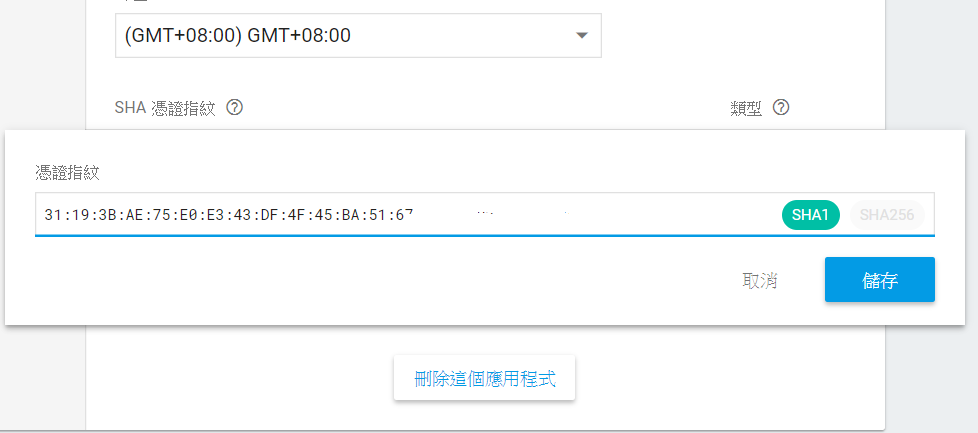 (GMT+08:00) GMT+08:00
SHA 憑證指紋 ? 類型 ?
憑證指紋
31:19:3B:AE:75:E0:E3:43:DF:4F:45:BA:51:67 SHA1 SHA256
取消 儲存
刪除這個應用程式